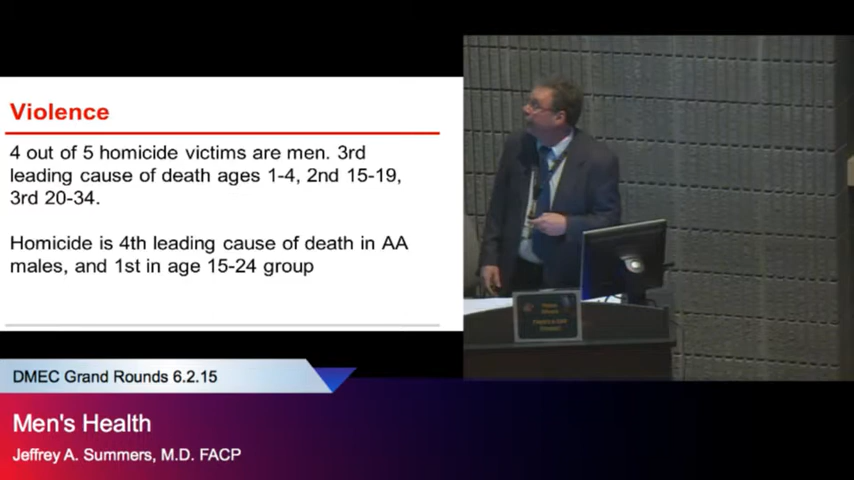 Violence
4 out of 5 homicide victims are men. 3rd
leading cause of death ages 1-4, 2nd 15-19,
3rd 20-34.
Homicide is 4th leading cause of death in AA
males, and 1st in age 15-24 group
DMEC Grand Rounds 6.2.15
Men's Health
Jeffrey A. Summers, M.D. FACP